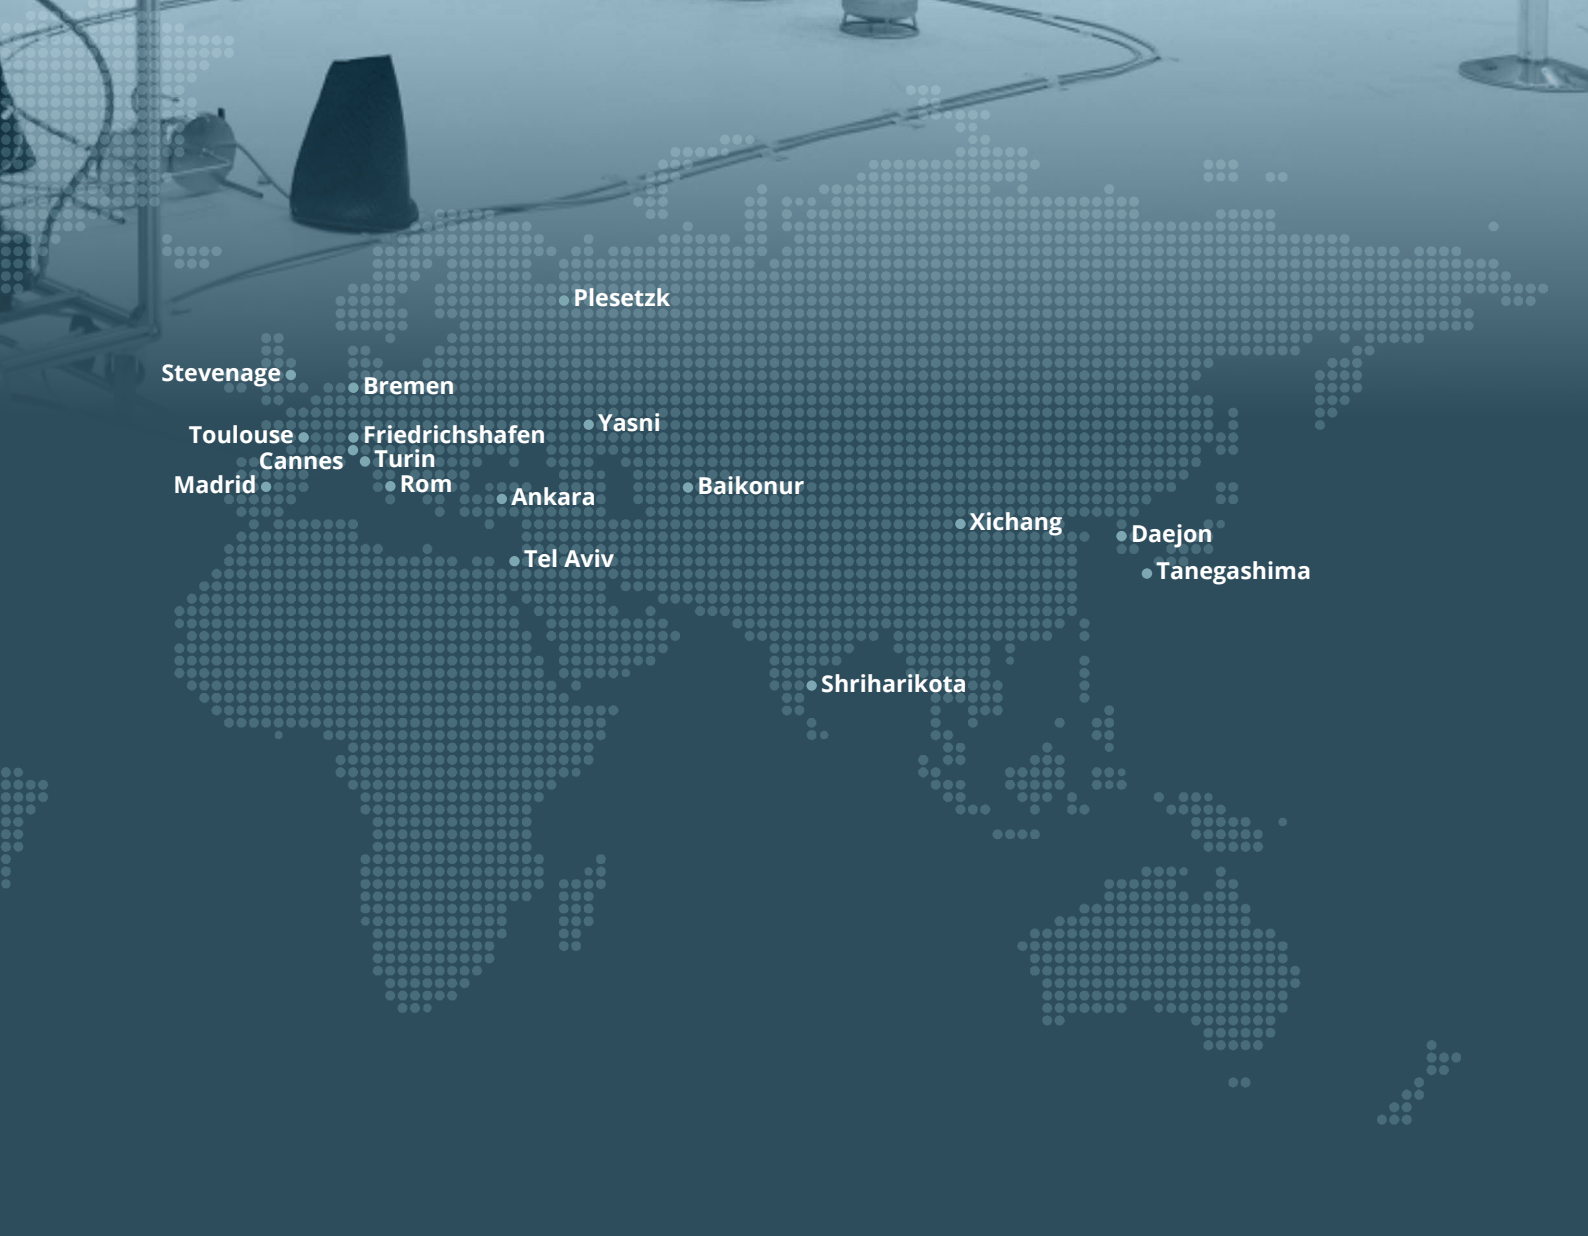 Plesetzk
Stevenage
Bremen
Yasni
Toulouse
Friedrichshafen
Cannes
Turin
Madrid
Rom
Baikonur
Ankara
Xichang
Daejon
Tel Aviv
Tanegashima
Shriharikota